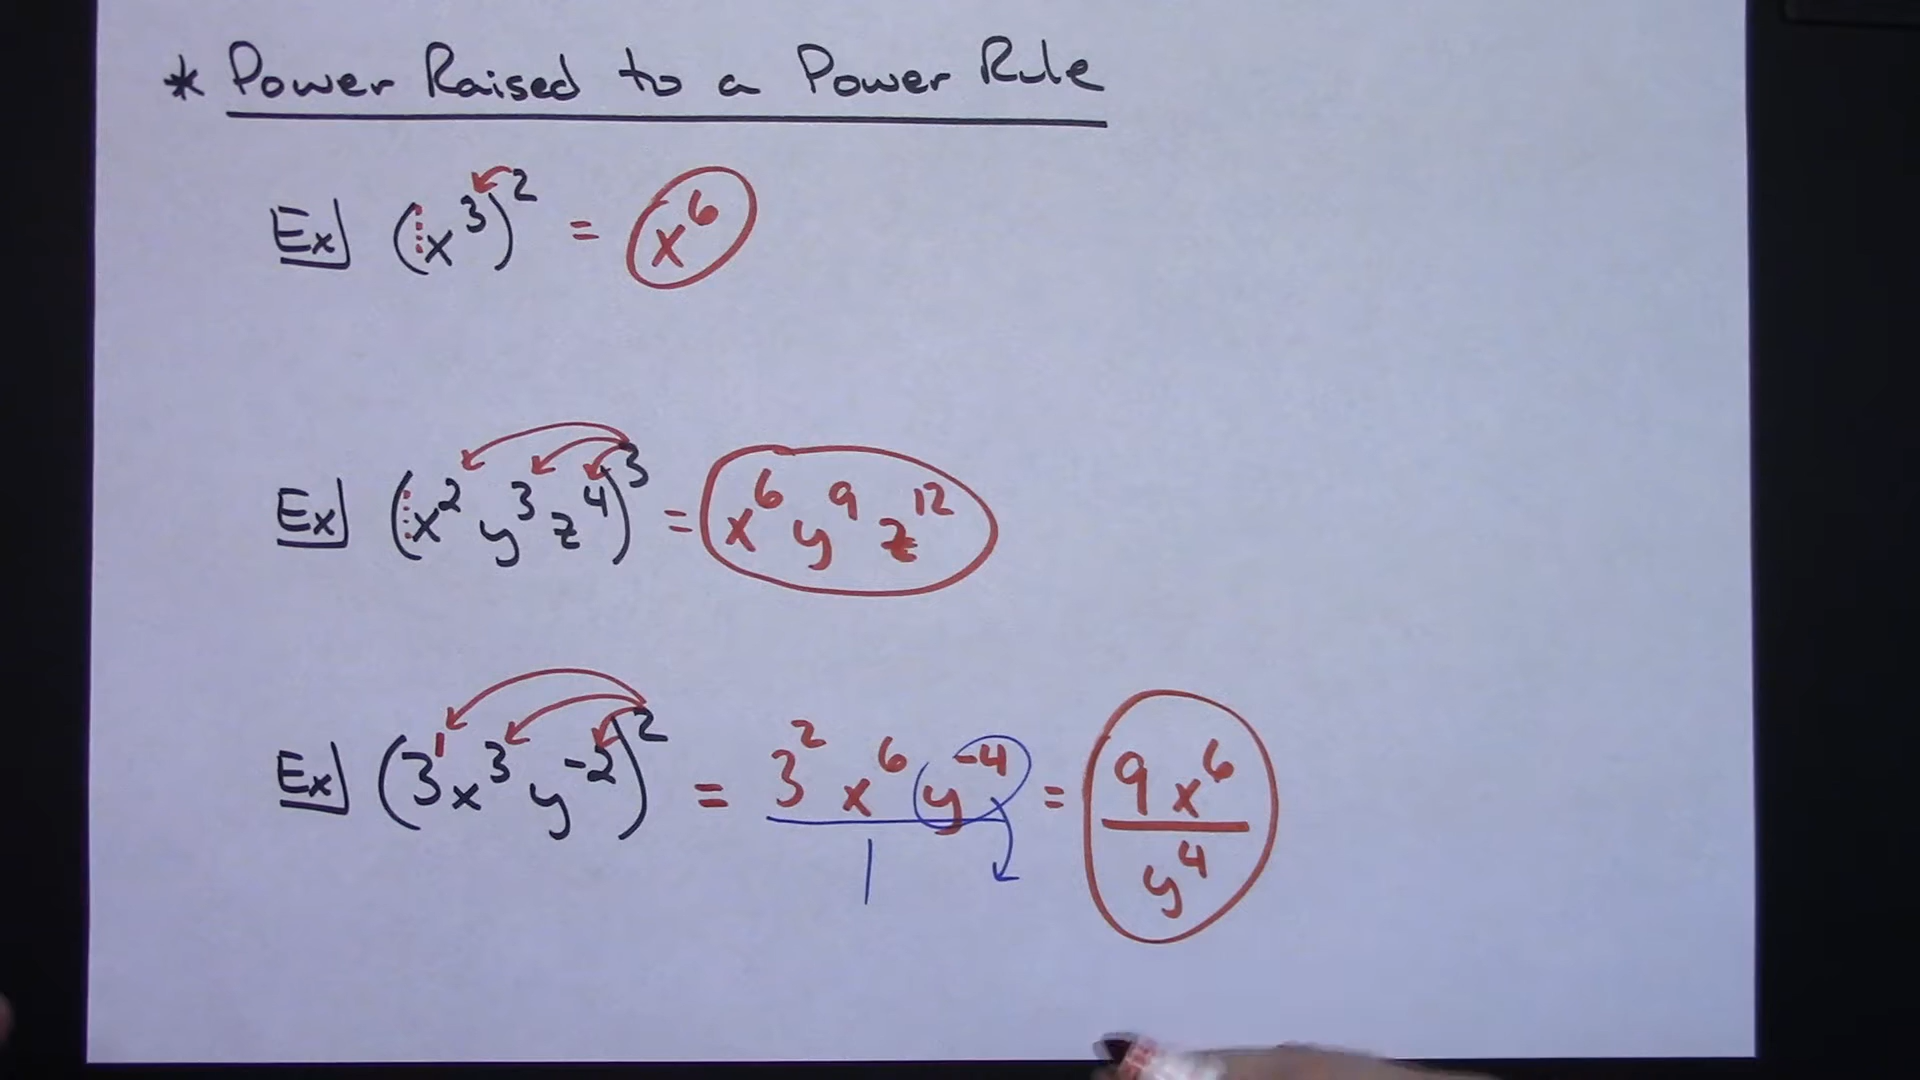 * Power Raised to a Power Rule
Ex (x³)² = x⁶
Ex (x²y³z⁴)³ = x⁶y⁹z¹²
Ex (3¹x³y⁻²)² = 3²x⁶y⁻⁴/1 = 9x⁶/y⁴